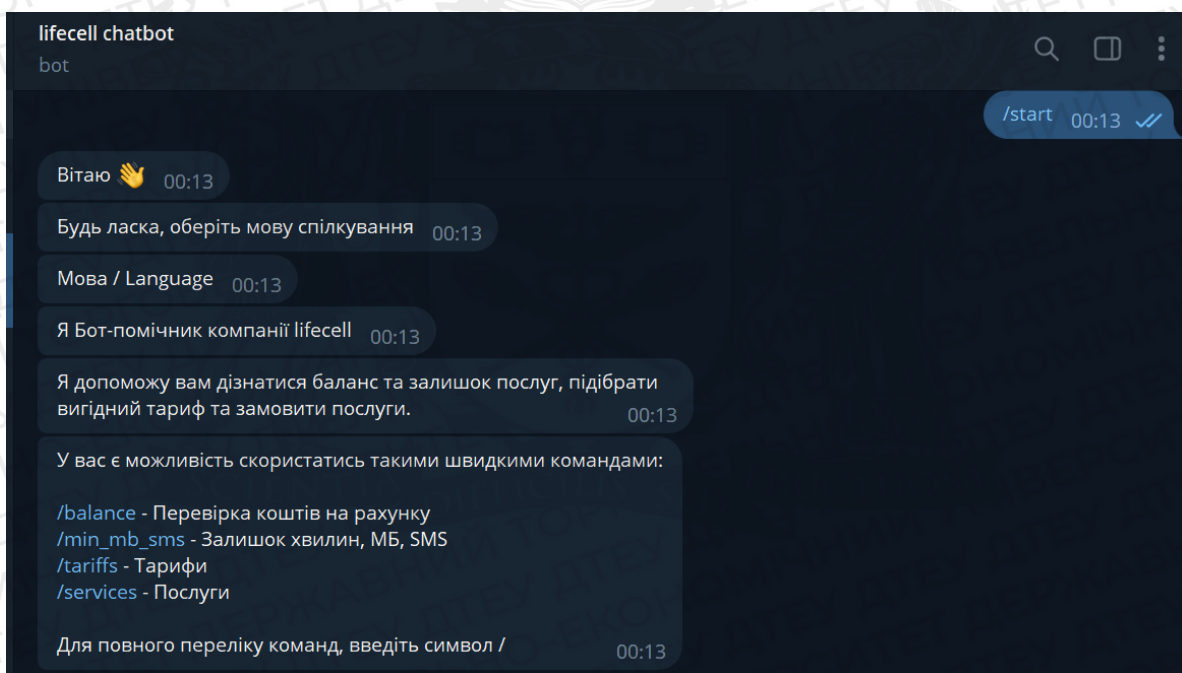 lifecell chatbot
bot
/start 00:13
Вітаю 👋 00:13
Будь ласка, оберіть мову спілкування 00:13
Мова / Language 00:13
Я Бот-помічник компанії lifecell 00:13
Я допоможу вам дізнатися баланс та залишок послуг, підібрати
вигідний тариф та замовити послуги. 00:13
У вас є можливість скористатись такими швидкими командами:
/balance - Перевірка коштів на рахунку
/min_mb_sms - Залишок хвилин, МБ, SMS
/tariffs - Тарифи
/services - Послуги
Для повного переліку команд, введіть символ / 00:13